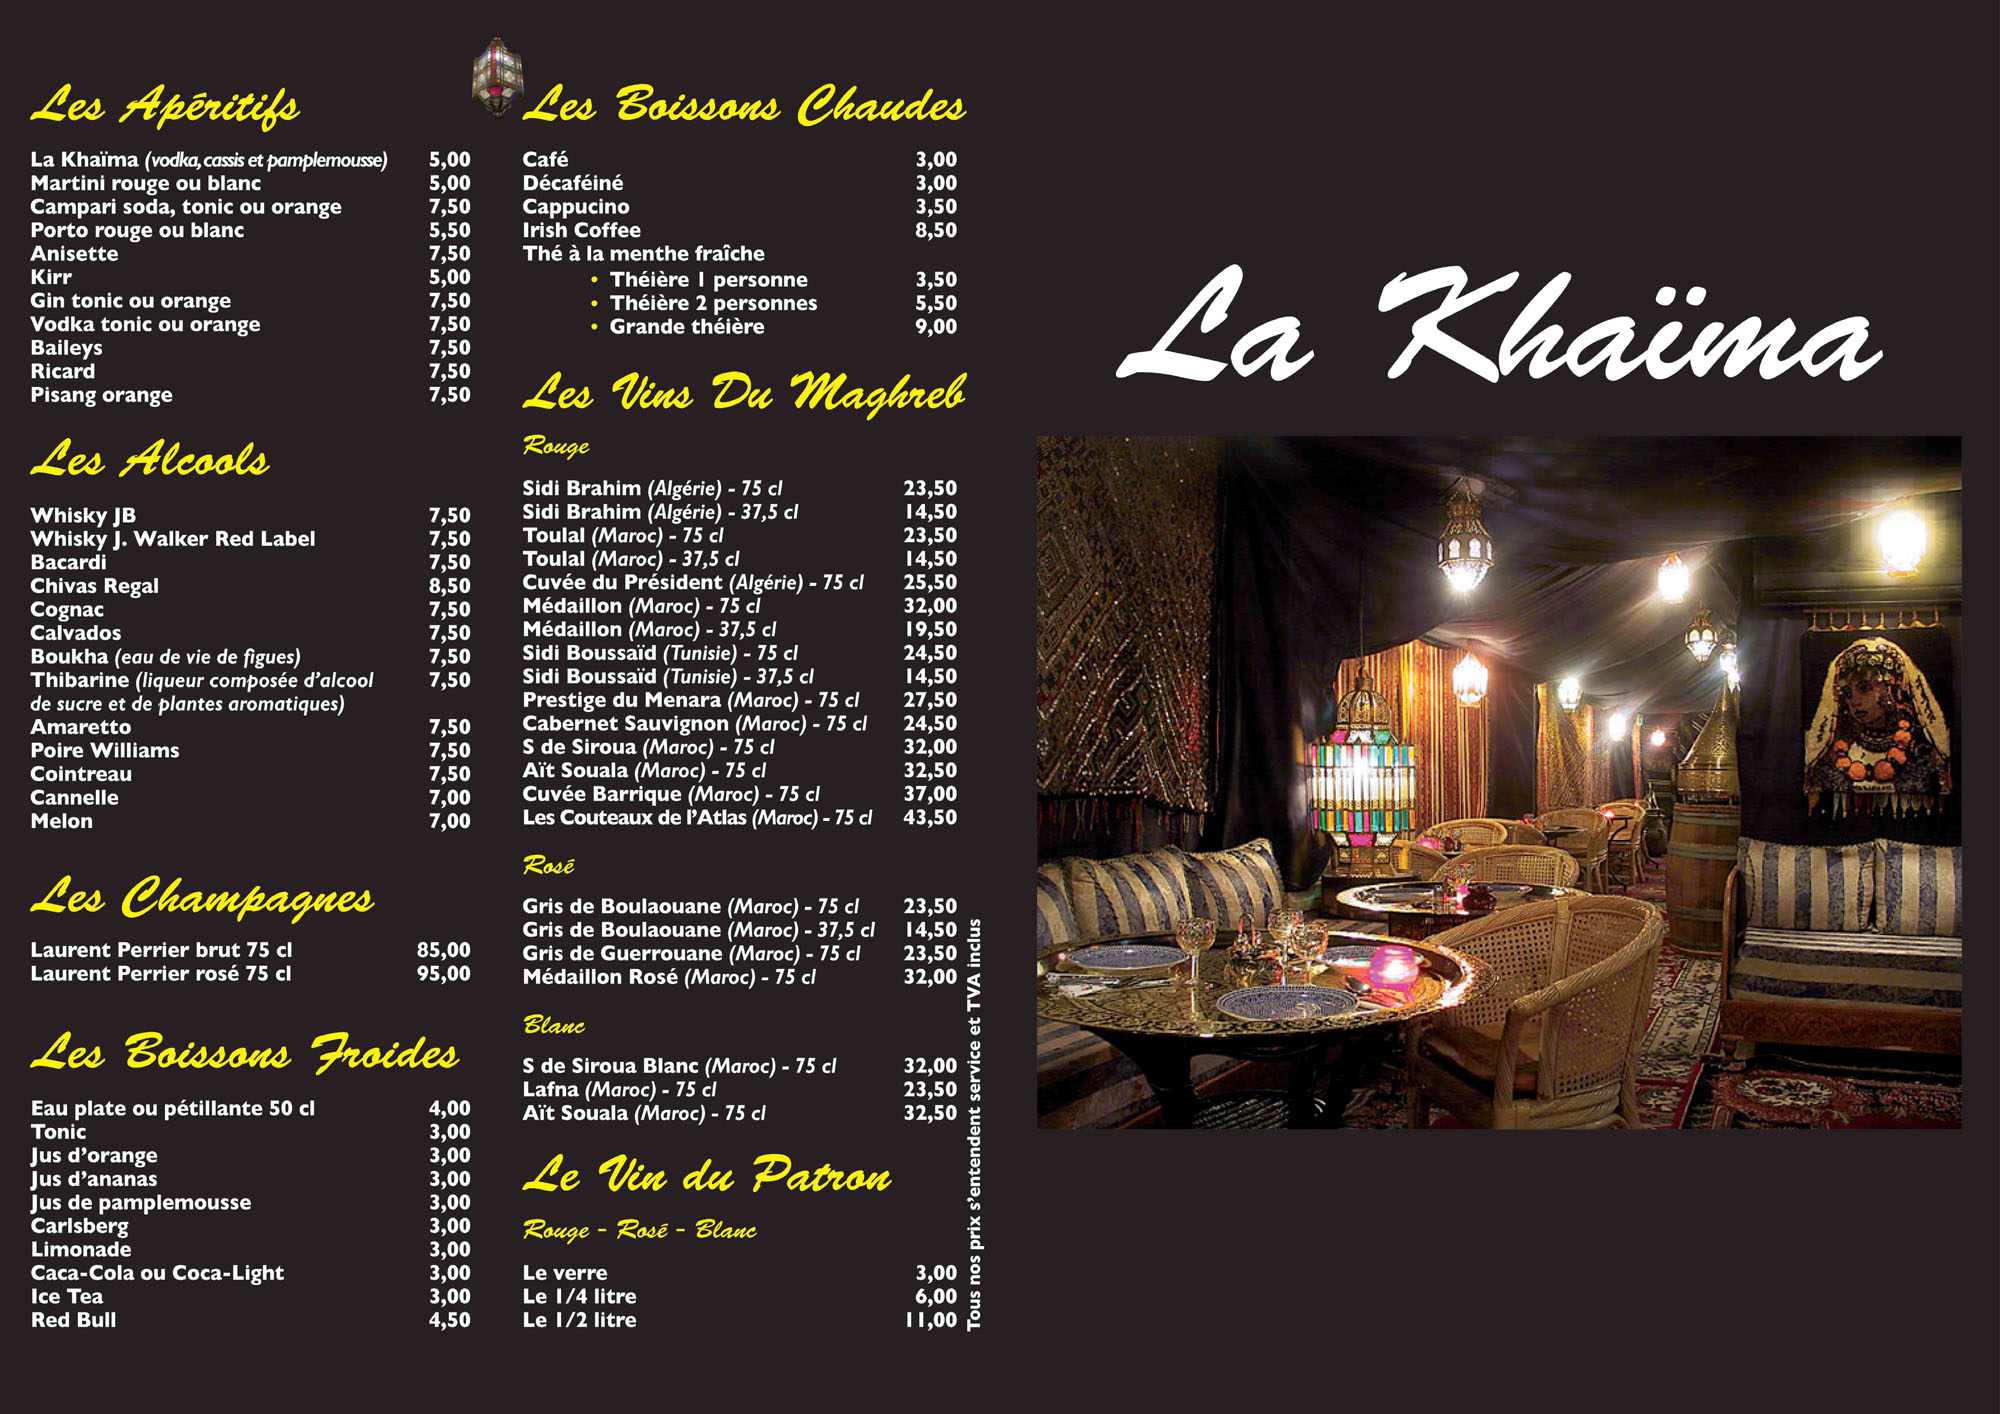 Les Apéritifs
La Khaïma (vodka, cassis et pamplemousse) 5,00
Martini rouge ou blanc 5,00
Campari soda, tonic ou orange 7,50
Porto rouge ou blanc 5,50
Anisette 7,50
Kirr 5,00
Gin tonic ou orange 7,50
Vodka tonic ou orange 7,50
Baileys 7,50
Ricard 7,50
Pisang orange 7,50
Les Alcools
Whisky JB 7,50
Whisky J. Walker Red Label 7,50
Bacardi 7,50
Chivas Regal 8,50
Cognac 7,50
Calvados 7,50
Boukha (eau de vie de figues) 7,50
Thibarine (liqueur composée d'alcool 7,50
de sucre et de plantes aromatiques)
Amaretto 7,50
Poire Williams 7,50
Cointreau 7,50
Cannelle 7,00
Melon 7,00
Les Champagnes
Laurent Perrier brut 75 cl 85,00
Laurent Perrier rosé 75 cl 95,00
Les Boissons Froides
Eau plate ou pétillante 50 cl 4,00
Tonic 3,00
Jus d'orange 3,00
Jus d'ananas 3,00
Jus de pamplemousse 3,00
Carlsberg 3,00
Limonade 3,00
Caca-Cola ou Coca-Light 3,00
Ice Tea 3,00
Red Bull 4,50
Les Boissons Chaudes
Café 3,00
Décaféiné 3,00
Cappucino 3,50
Irish Coffee 8,50
Thé à la menthe fraîche
• Théière 1 personne 3,50
• Théière 2 personnes 5,50
• Grande théière 9,00
Les Vins Du Maghreb
Rouge
Sidi Brahim (Algérie) - 75 cl 23,50
Sidi Brahim (Algérie) - 37,5 cl 14,50
Toulal (Maroc) - 75 cl 23,50
Toulal (Maroc) - 37,5 cl 14,50
Cuvée du Président (Algérie) - 75 cl 25,50
Médaillon (Maroc) - 75 cl 32,00
Médaillon (Maroc) - 37,5 cl 19,50
Sidi Boussaïd (Tunisie) - 75 cl 24,50
Sidi Boussaïd (Tunisie) - 37,5 cl 14,50
Prestige du Menara (Maroc) - 75 cl 27,50
Cabernet Sauvignon (Maroc) - 75 cl 24,50
S de Siroua (Maroc) - 75 cl 32,00
Aït Souala (Maroc) - 75 cl 32,50
Cuvée Barrique (Maroc) - 75 cl 37,00
Les Couteaux de l'Atlas (Maroc) - 75 cl 43,50
Rosé
Gris de Boulaouane (Maroc) - 75 cl 23,50
Gris de Boulaouane (Maroc) - 37,5 cl 14,50
Gris de Guerrouane (Maroc) - 75 cl 23,50
Médaillon Rosé (Maroc) - 75 cl 32,00
Blanc
S de Siroua Blanc (Maroc) - 75 cl 32,00
Lafna (Maroc) - 75 cl 23,50
Aït Souala (Maroc) - 75 cl 32,50
Le Vin du Patron
Rouge - Rosé - Blanc
Le verre 3,00
Le 1/4 litre 6,00
Le 1/2 litre 11,00
Tous nos prix s'entendent service et TVA inclus
La Khaïma